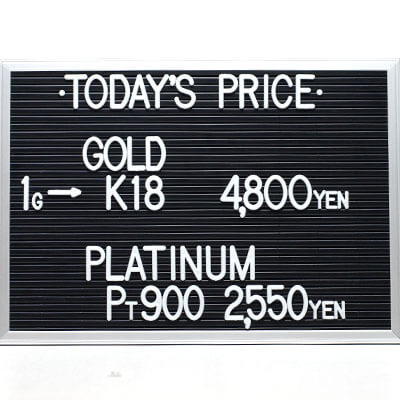 ·TODAY'S PRICE·
GOLD
1G→ K18 4,800YEN
PLATINUM
PT900 2,550YEN